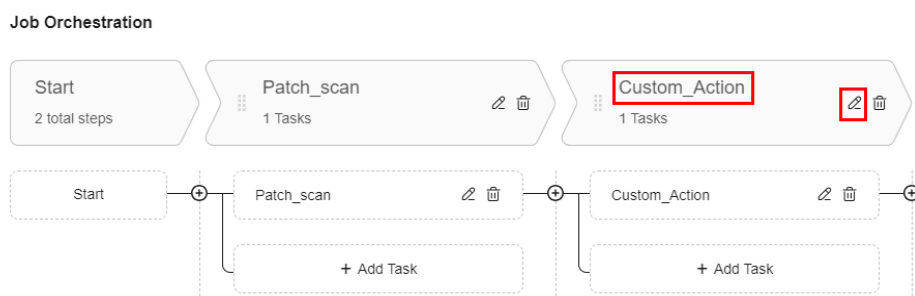 Job Orchestration
Start
2 total steps
Patch_scan
1 Tasks
Custom_Action
1 Tasks
Start
Patch_scan
Custom_Action
+ Add Task
+ Add Task